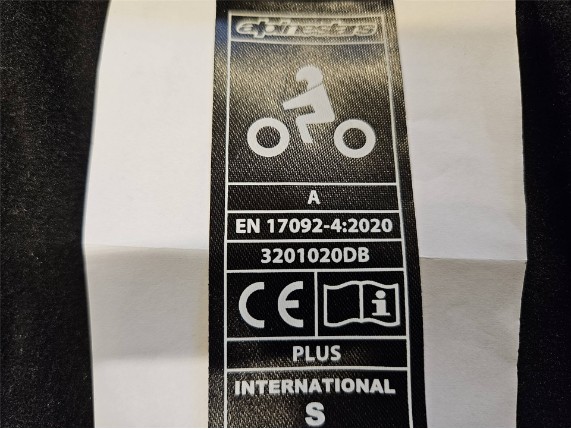 alpinestars
A
EN 17092-4:2020
3201020DB
CE i
PLUS
INTERNATIONAL
S